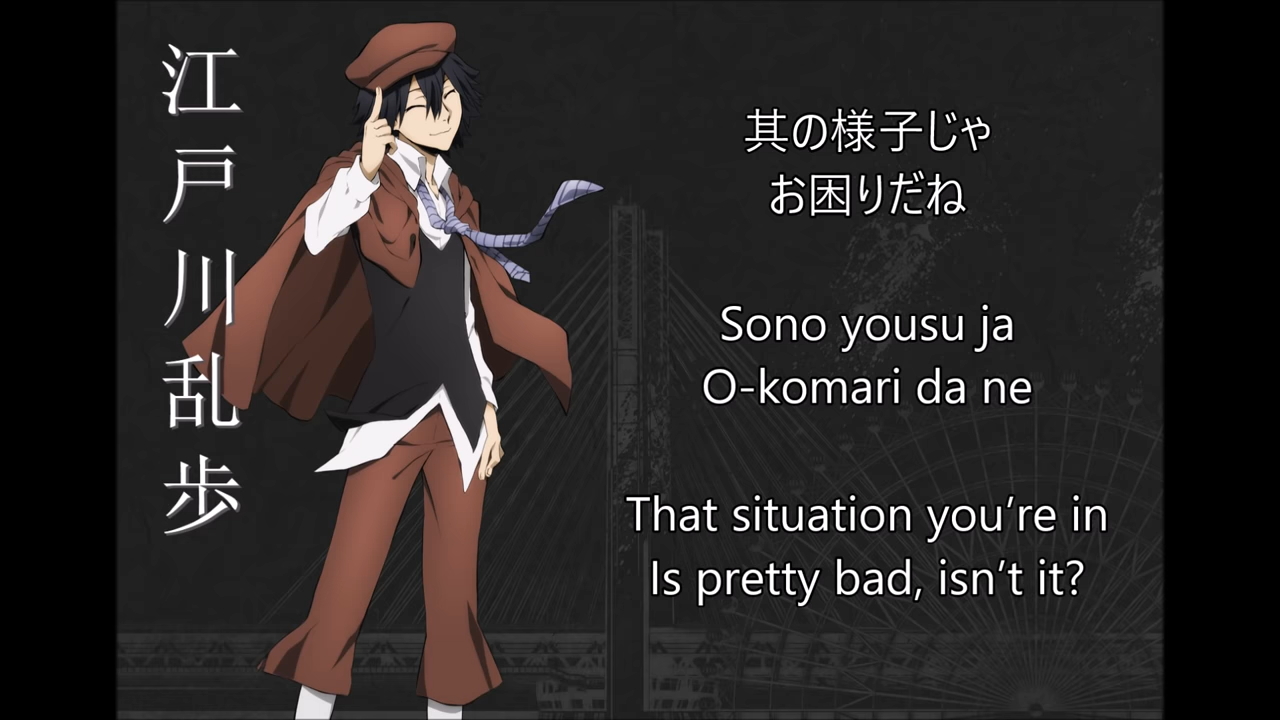 江戸川乱歩
其の様子じゃ
お困りだね
Sono yousu ja
O-komari da ne
That situation you’re in
Is pretty bad, isn’t it?